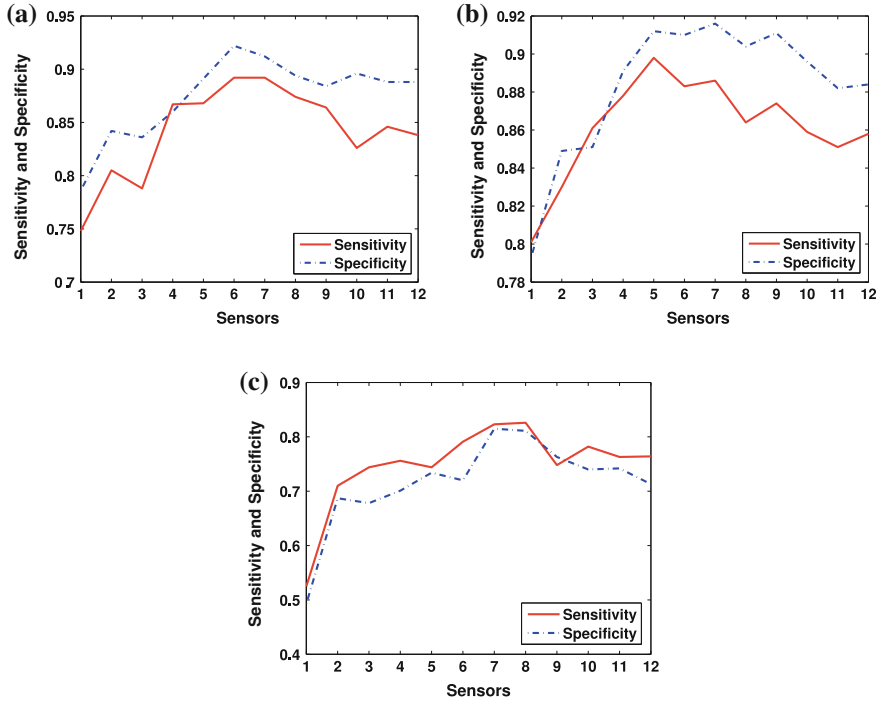 (a)
Sensitivity and Specificity
0.95
0.9
0.85
0.8
0.75
0.7
1 2 3 4 5 6 7 8 9 10 11 12
Sensors
Sensitivity
Specificity
(b)
Sensitivity and Specificity
0.92
0.9
0.88
0.86
0.84
0.82
0.8
0.78
1 2 3 4 5 6 7 8 9 10 11 12
Sensors
Sensitivity
Specificity
(c)
Sensitivity and Specificity
0.9
0.8
0.7
0.6
0.5
0.4
1 2 3 4 5 6 7 8 9 10 11 12
Sensors
Sensitivity
Specificity